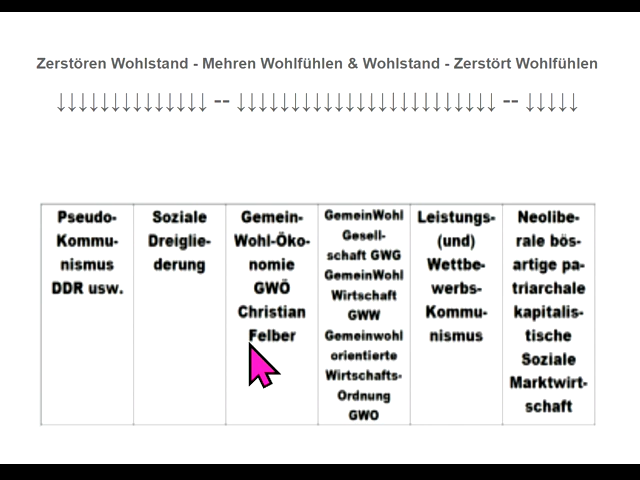 Zerstören Wohlstand - Mehren Wohlfühlen & Wohlstand - Zerstört Wohlfühlen
↓↓↓↓↓↓↓↓↓↓↓↓↓↓ -- ↓↓↓↓↓↓↓↓↓↓↓↓↓↓↓↓↓↓↓↓↓↓↓↓ -- ↓↓↓↓↓
Pseudo-
Kommu-
nismus
DDR usw.
Soziale
Dreiglie-
derung
Gemein-
Wohl-Öko-
nomie
GWÖ
Christian
Felber
GemeinWohl
Gesell-
schaft GWG
GemeinWohl
Wirtschaft
GWW
Gemeinwohl
orientierte
Wirtschafts-
Ordnung
GWO
Leistungs-
(und)
Wettbe-
werbs-
Kommu-
nismus
Neolibe-
rale bös-
artige pa-
triarchale
kapitalis-
tische
Soziale
Marktwirt-
schaft